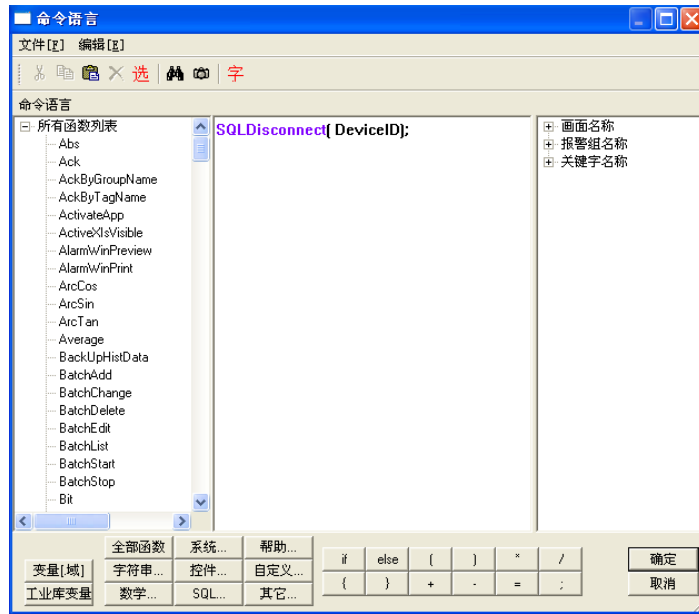 命令语言
文件[F] 编辑[E]
选 字
命令语言
所有函数列表
Abs
Ack
AckByGroupName
AckByTagName
ActivateApp
ActiveXIsVisible
AlarmWinPreview
AlarmWinPrint
ArcCos
ArcSin
ArcTan
Average
BackUpHistData
BatchAdd
BatchChange
BatchDelete
BatchEdit
BatchList
BatchStart
BatchStop
Bit
SQLDisconnect( DeviceID);
画面名称
报警组名称
关键字名称
全部函数 系统... 帮助...
变量[域] 字符串... 控件... 自定义...
工业库变量 数学... SQL... 其它...
if else ( ) * /
{ } + - = ;
确定
取消